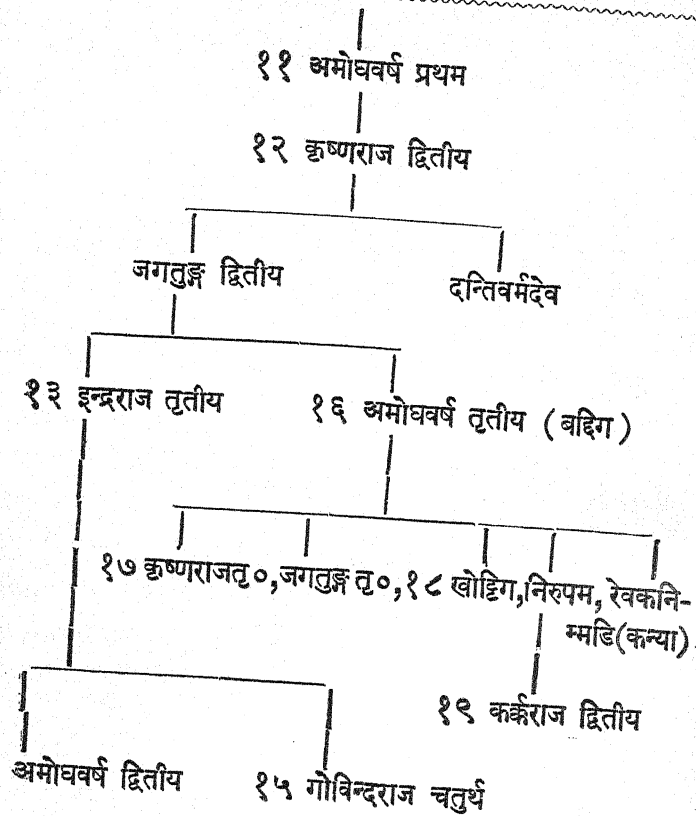 ११ अमोघवर्ष प्रथम
१२ कृष्णराज द्वितीय
जगतुङ्ग द्वितीय दन्तिवर्मदेव
१३ इन्द्रराज तृतीय १६ अमोघवर्ष तृतीय (बद्दिग)
१७ कृष्णराजतृ०,जगतुङ्ग तृ०,१८ खोट्टिग,निरुपम, रेवकनि-
म्मडि(कन्या)
१९ कर्कराज द्वितीय
अमोघवर्ष द्वितीय १५ गोविन्दराज चतुर्थ